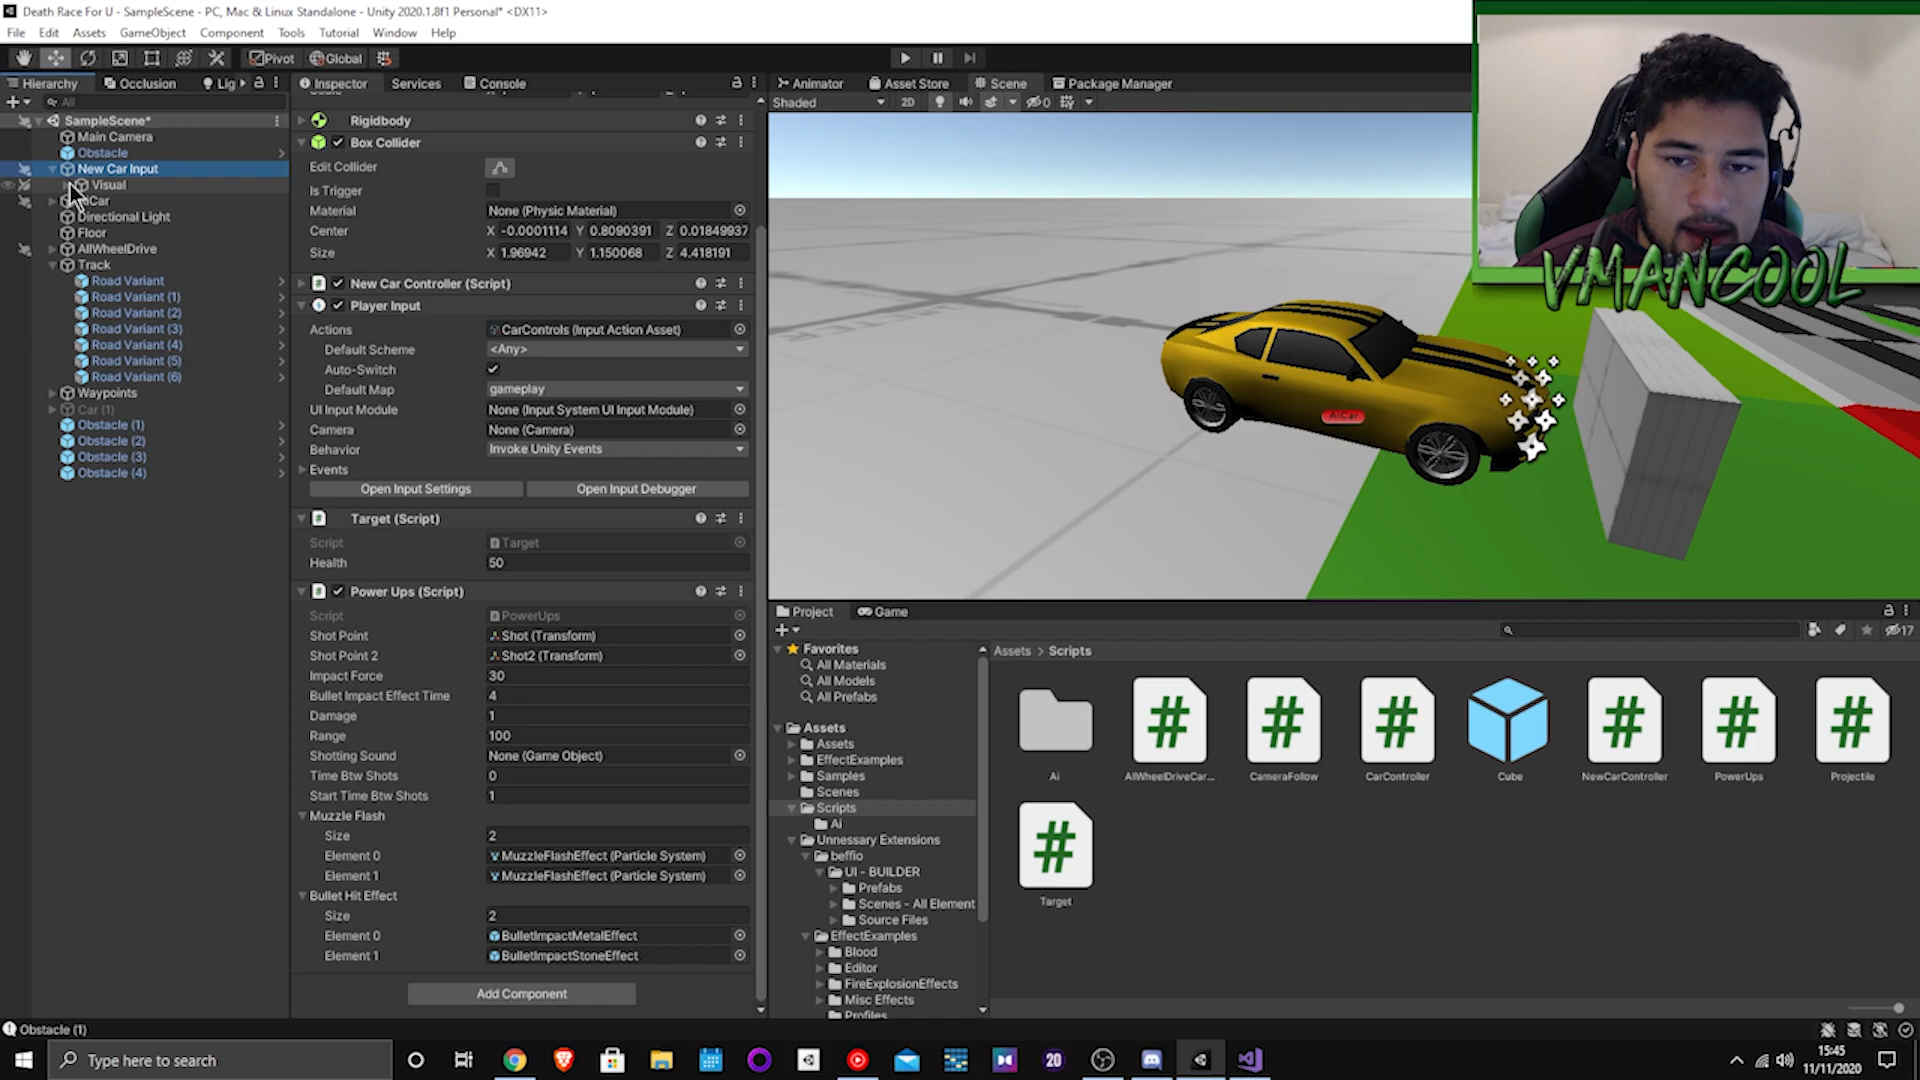 Death Race For U - SampleScene - PC, Mac & Linux Standalone - Unity 2020.1.8f1 Personal* <DX11>
File Edit Assets GameObject Component Tools Tutorial Window Help
Pivot Global
Hierarchy Occlusion Lig
All
SampleScene*
Main Camera
Obstacle
New Car Input
Visual
Directional Light
Floor
AllWheelDrive
Track
Road Variant
Road Variant (1)
Road Variant (2)
Road Variant (3)
Road Variant (4)
Road Variant (5)
Road Variant (6)
Waypoints
Car (1)
Obstacle (1)
Obstacle (2)
Obstacle (3)
Obstacle (4)
Inspector Services Console
Rigidbody
Box Collider
Edit Collider
Is Trigger
Material None (Physic Material)
Center X -0.0001114 Y 0.8090391 Z 0.01849937
Size X 1.96942 Y 1.150068 Z 4.418191
New Car Controller (Script)
Player Input
Actions CarControls (Input Action Asset)
Default Scheme <Any>
Auto-Switch
Default Map gameplay
UI Input Module None (Input System UI Input Module)
Camera None (Camera)
Behavior Invoke Unity Events
Events
Open Input Settings Open Input Debugger
Target (Script)
Script Target
Health 50
Power Ups (Script)
Script PowerUps
Shot Point Shot (Transform)
Shot Point 2 Shot2 (Transform)
Impact Force 30
Bullet Impact Effect Time 4
Damage 1
Range 100
Shotting Sound None (Game Object)
Time Btw Shots 0
Start Time Btw Shots 1
Muzzle Flash
Size 2
Element 0 MuzzleFlashEffect (Particle System)
Element 1 MuzzleFlashEffect (Particle System)
Bullet Hit Effect
Size 2
Element 0 BulletImpactMetalEffect
Element 1 BulletImpactStoneEffect
Add Component
Animator Asset Store Scene Package Manager
Shaded 2D 0
AICar
VMANCOOL
Project Game
17
Favorites
All Materials
All Models
All Prefabs
Assets
Assets
EffectExamples
Samples
Scenes
Scripts
Ai
Unnessary Extensions
beffio
UI - BUILDER
Prefabs
Scenes - All Element
Source Files
EffectExamples
Blood
Editor
FireExplosionEffects
Misc Effects
Profiles
Assets > Scripts
Ai AllWheelDriveCar... CameraFollow CarController Cube NewCarController PowerUps Projectile
Target
Obstacle (1)
Type here to search
20
15:45
11/11/2020